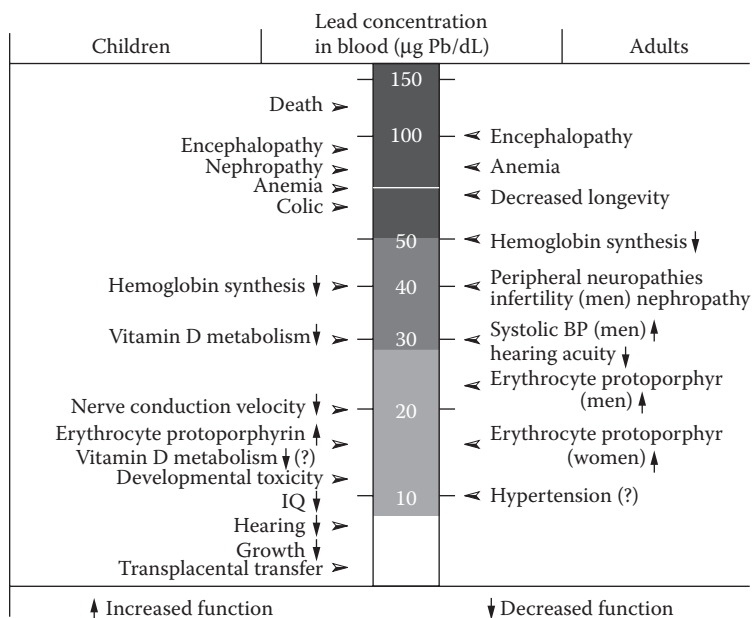 Children
Lead concentration
in blood (μg Pb/dL)
Adults
150
Death
100
Encephalopathy
Encephalopathy
Nephropathy
Anemia
Anemia
Colic
Decreased longevity
50
Hemoglobin synthesis
Hemoglobin synthesis
40
Peripheral neuropathies
infertility (men) nephropathy
Vitamin D metabolism
30
Systolic BP (men)
hearing acuity
Erythrocyte protoporphyr
(men)
Nerve conduction velocity
20
Erythrocyte protoporphyrin
Vitamin D metabolism (?)
Erythrocyte protoporphyr
(women)
Developmental toxicity
IQ
10
Hypertension (?)
Hearing
Growth
Transplacental transfer
Increased function
Decreased function